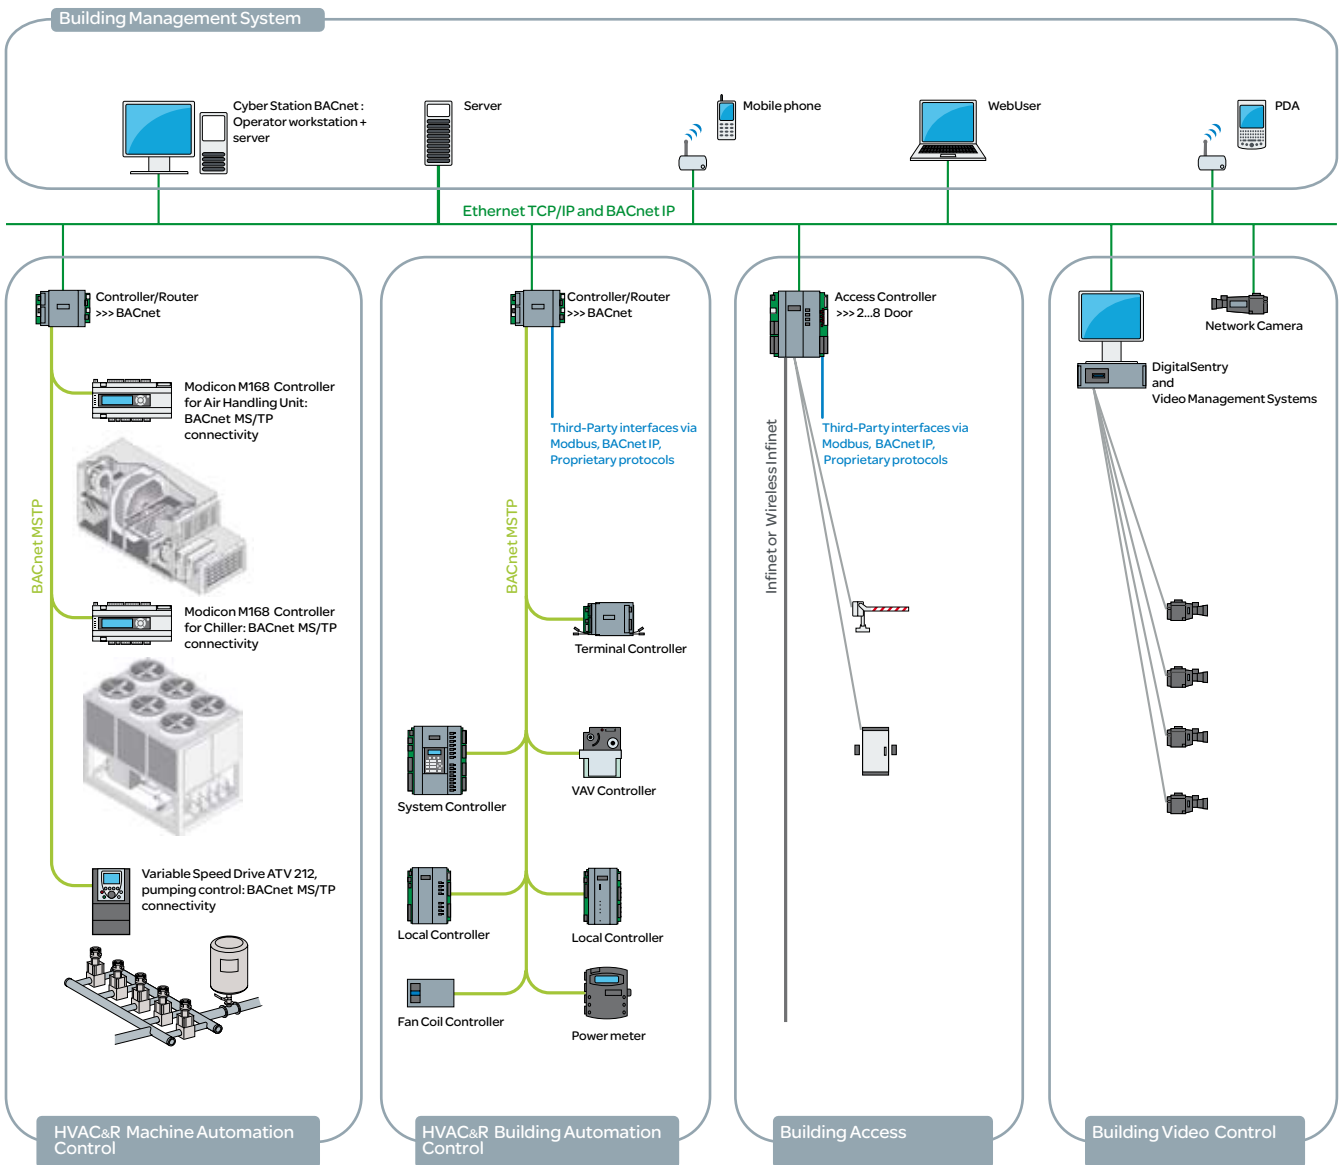 Building Management System
Cyber Station BACnet :
Operator workstation +
server
Server
Mobile phone
WebUser
PDA
Ethernet TCP/IP and BACnet IP
Controller/Router
>>> BACnet
Modicon M168 Controller
for Air Handling Unit:
BACnet MS/TP
connectivity
BACnet MSTP
Modicon M168 Controller
for Chiller: BACnet MS/TP
connectivity
Variable Speed Drive ATV 212,
pumping control: BACnet MS/TP
connectivity
HVAC&R Machine Automation
Control
Controller/Router
>>> BACnet
Third-Party interfaces via
Modbus, BACnet IP,
Proprietary protocols
BACnet MSTP
Terminal Controller
System Controller
VAV Controller
Local Controller
Local Controller
Fan Coil Controller
Power meter
HVAC&R Building Automation
Control
Access Controller
>>> 2...8 Door
Third-Party interfaces via
Modbus, BACnet IP,
Proprietary protocols
Infinet or Wireless Infinet
Building Access
Network Camera
DigitalSentry
and
Video Management Systems
Building Video Control